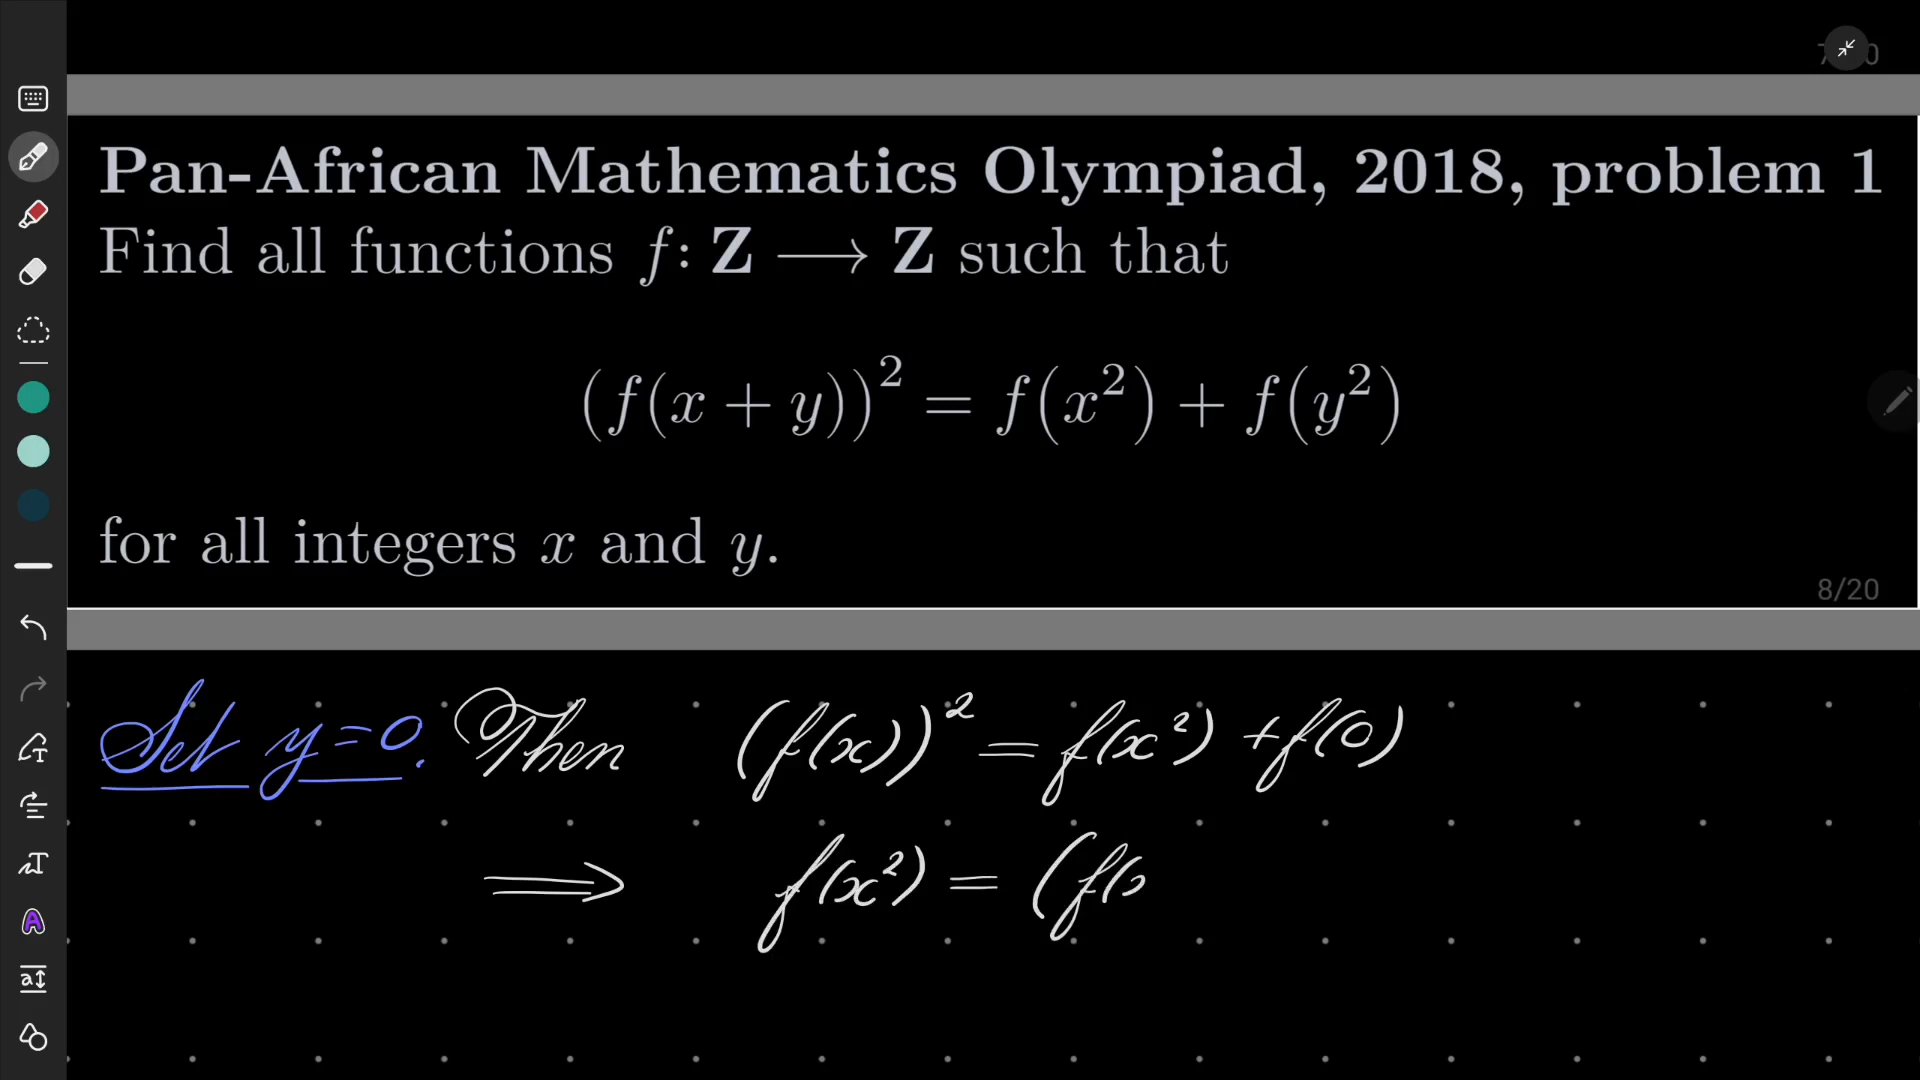 Pan-African Mathematics Olympiad, 2018, problem 1
Find all functions f: Z ⟶ Z such that
(f(x + y))² = f(x²) + f(y²)
for all integers x and y.
8/20
Set y=0. Then (f(x))² = f(x²) + f(0)
⟹ f(x²) = (f(x